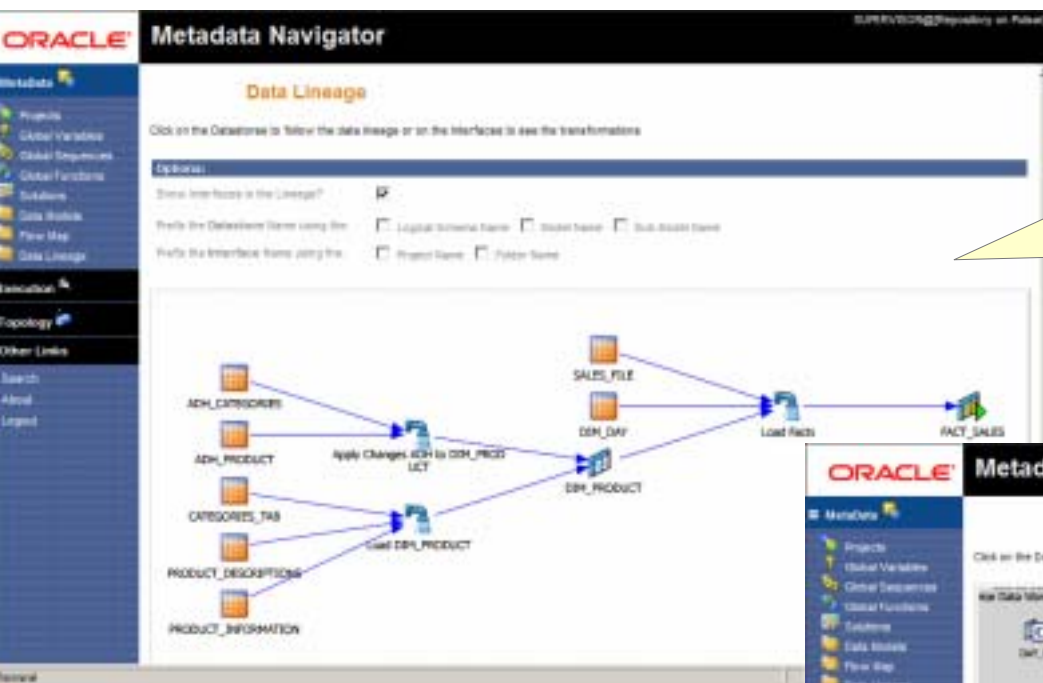 ORACLE
Metadata Navigator
MetaData
Projects
Global Variables
Global Sequences
Global Functions
Solutions
Data Models
Flow Map
Data Lineage
Execution
Topology
Other Links
Search
About
Data Lineage
Click on the Datastores to follow the data lineage or on the Interfaces to see the transformations
Options:
Show Interfaces in the Lineage?
Prefix the Datastore Name using the: Logical Schema Name Model Name Sub-Model Name
Prefix the Interface Name using the: Project Name Folder Name
SALES_FILE
ADH_CATEGORIES
DIM_DAY
Load Facts
FACT_SALES
ADH_PRODUCT
Apply Changes ADH to DIM_PROD
UCT
DIM_PRODUCT
CATEGORIES_TAB
Load DIM_PRODUCT
PRODUCT_DESCRIPTIONS
PRODUCT_INFORMATION
ORACLE
Metad
MetaData
Projects
Global Variables
Global Sequences
Global Functions
Solutions
Data Models
Flow Map
Click on the D